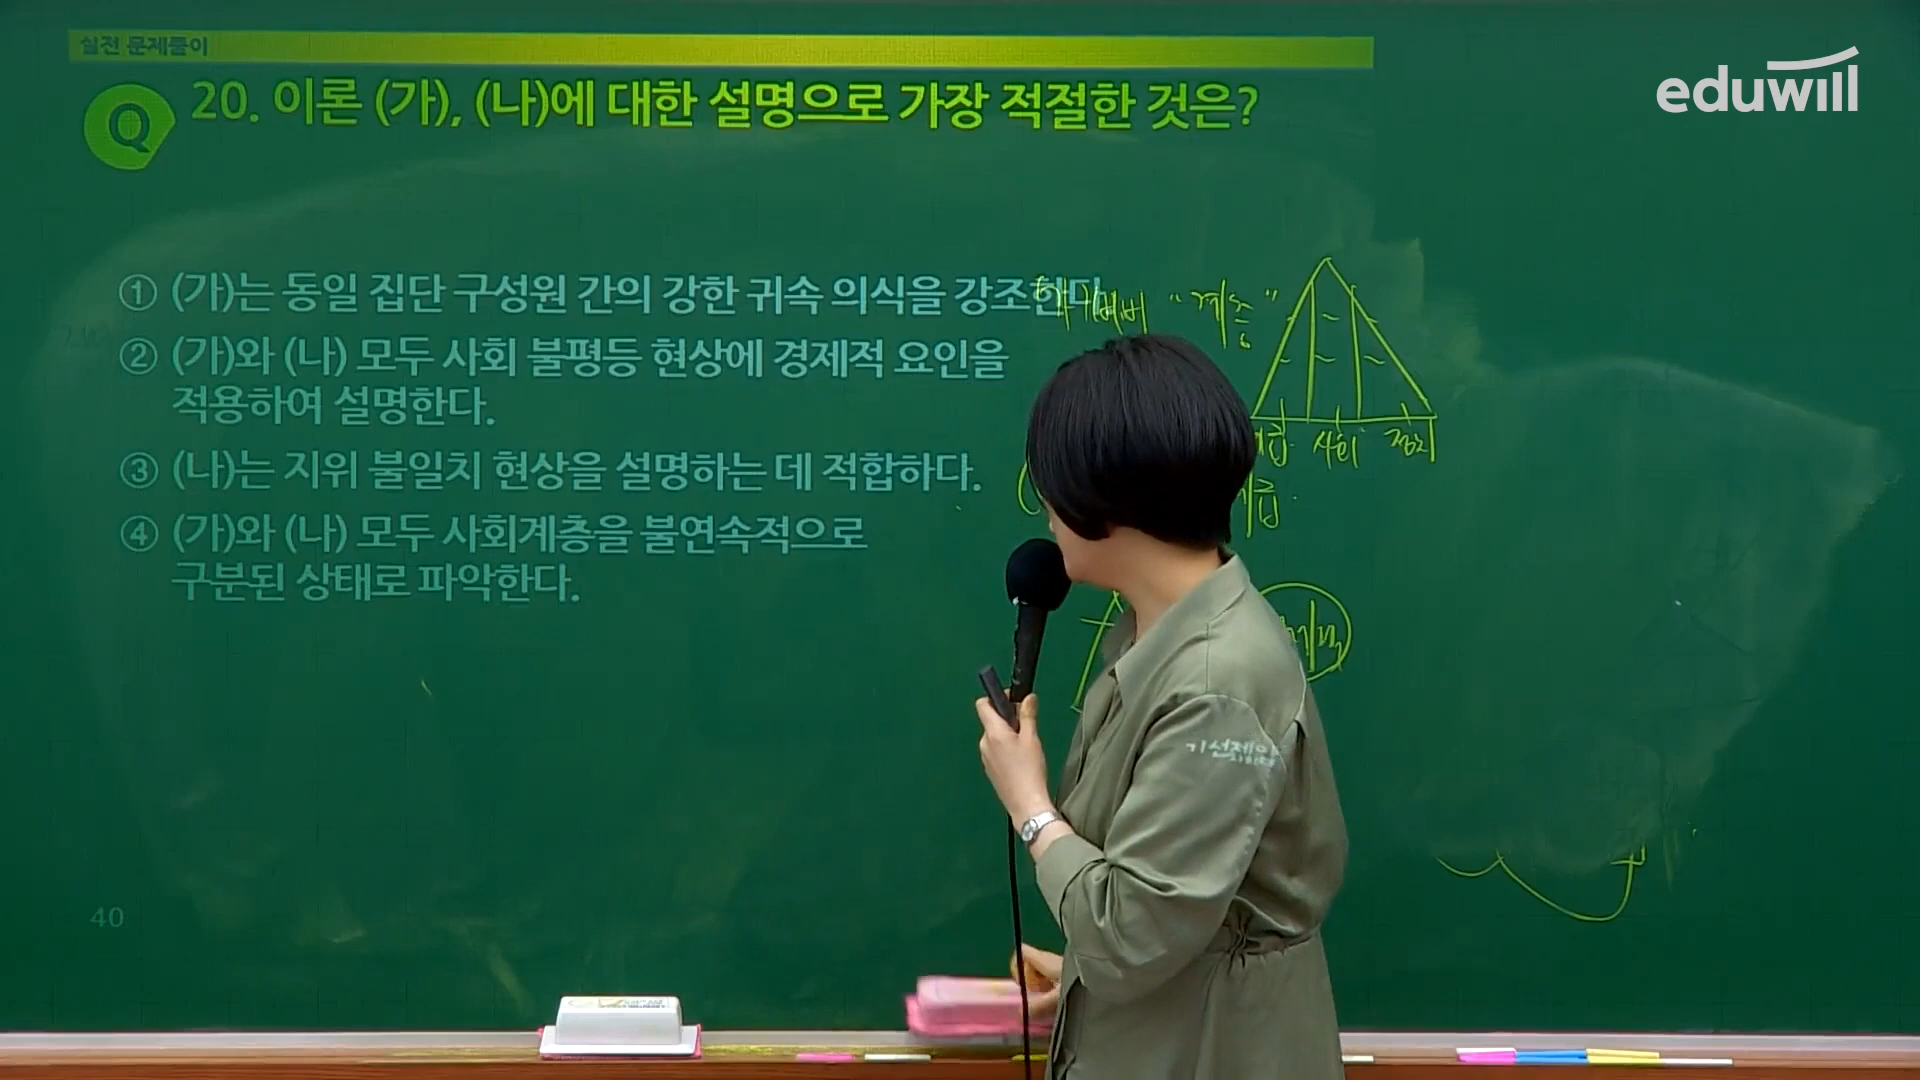 실전 문제풀이
eduwill
Q 20. 이론 (가), (나)에 대한 설명으로 가장 적절한 것은?
① (가)는 동일 집단 구성원 간의 강한 귀속 의식을 강조한다.
베버 "계층"
② (가)와 (나) 모두 사회 불평등 현상에 경제적 요인을
적용하여 설명한다.
사회 정치
③ (나)는 지위 불일치 현상을 설명하는 데 적합하다.
④ (가)와 (나) 모두 사회계층을 불연속적으로
구분된 상태로 파악한다.
40